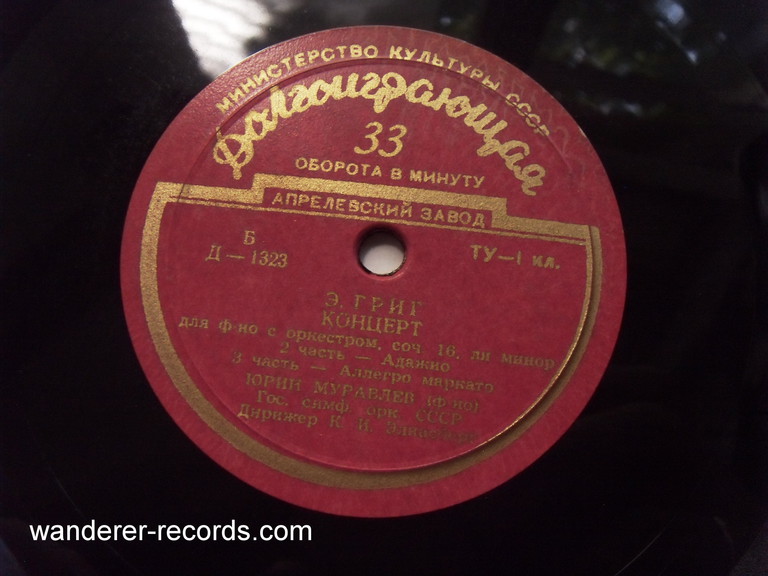 МИНИСТЕРСТВО КУЛЬТУРЫ СССР
Долгоиграющая
33
ОБОРОТА В МИНУТУ
АПРЕЛЕВСКИЙ ЗАВОД
Б
Д—1323
ТУ—1 кл.
Э. ГРИГ
КОНЦЕРТ
для ф-но с оркестром, соч. 16, ля минор
2 часть — Адажио
3 часть — Аллегро маркато
ЮРИЙ МУРАВЛЕВ (ф-но)
Гос. симф. орк. СССР
Дирижер К. И. Элиасберг
wanderer-records.com